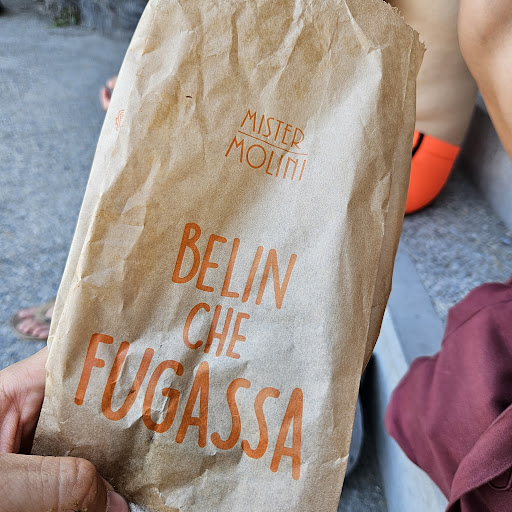 MISTER
MOLINI
BELIN
CHE
FUGASSA